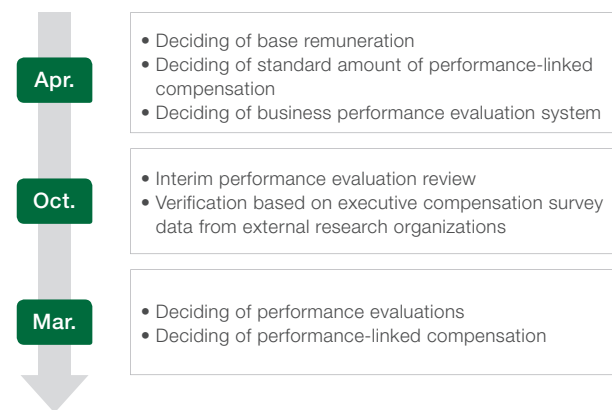 Apr.
• Deciding of base remuneration
• Deciding of standard amount of performance-linked
compensation
• Deciding of business performance evaluation system
Oct.
• Interim performance evaluation review
• Verification based on executive compensation survey
data from external research organizations
Mar.
• Deciding of performance evaluations
• Deciding of performance-linked compensation